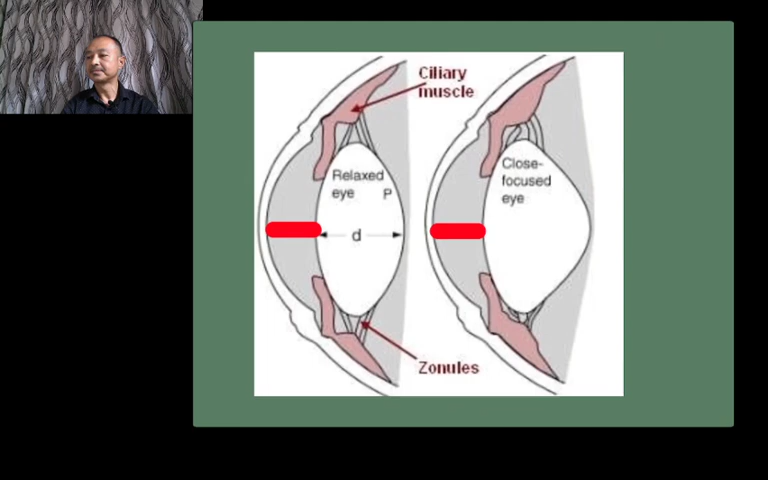 Ciliary
muscle
Relaxed
eye P
d
Close-
focused
eye
Zonules